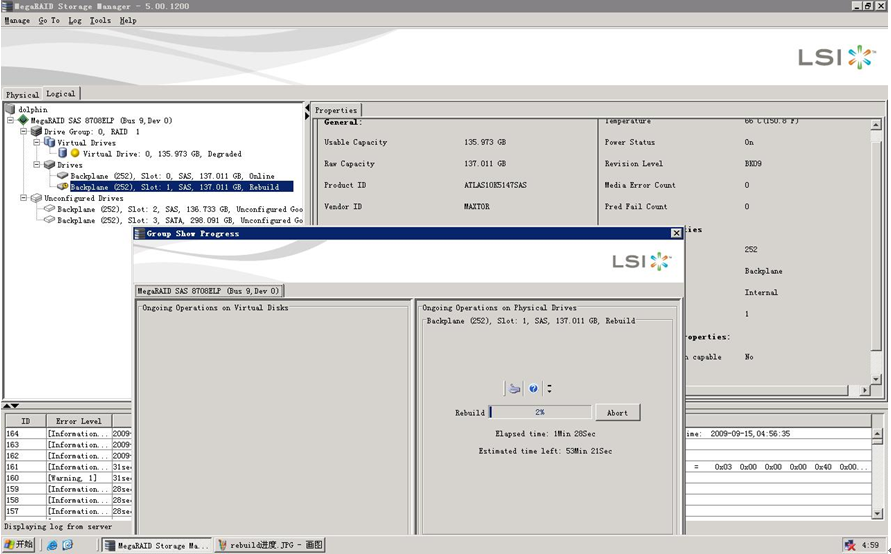 MegaRAID Storage Manager - 5.00.1200
Manage Go To Log Tools Help
LSI
Physical Logical
dolphin
MegaRAID SAS 8708ELP (Bus 9,Dev 0)
Drive Group: 0, RAID 1
Virtual Drives
Virtual Drive: 0, 135.973 GB, Degraded
Drives
Backplane (252), Slot: 0, SAS, 137.011 GB, Online
Backplane (252), Slot: 1, SAS, 137.011 GB, Rebuild
Unconfigured Drives
Backplane (252), Slot: 2, SAS, 136.733 GB, Unconfigured Goo
Backplane (252), Slot: 3, SATA, 298.091 GB, Unconfigured Go
Properties
General:
Usable Capacity 135.973 GB
Raw Capacity 137.011 GB
Product ID ATLAS10K5147SAS
Vendor ID MAXTOR
Temperature 66 C(150.8 F)
Power Status On
Revision Level BK09
Media Error Count 0
Pred Fail Count 0
ties
252
Backplane
Internal
1
operties:
n capable No
Group Show Progress
LSI
MegaRAID SAS 8708ELP (Bus 9,Dev 0)
Ongoing Operations on Virtual Disks
Ongoing Operations on Physical Drives
Backplane (252), Slot: 1, SAS, 137.011 GB, Rebuild
Rebuild 2% Abort
Elapsed time: 1Min 28Sec
Estimated time left: 53Min 21Sec
ID Error Level
164 [Information... 2009-
163 [Information... 2009-
162 [Information... 2009-
161 [Information... 31sec
160 [Warning, 1] 31sec
159 [Information... 28sec
158 [Information... 28sec
157 [Information... 28sec
ime: 2009-09-15,04:56:35
= 0x03 0x00 0x00 0x00 0x40 0x00...
Displaying log from server
开始 MegaRAID Storage Ma... rebuild进度.JPG - 画图 4:59